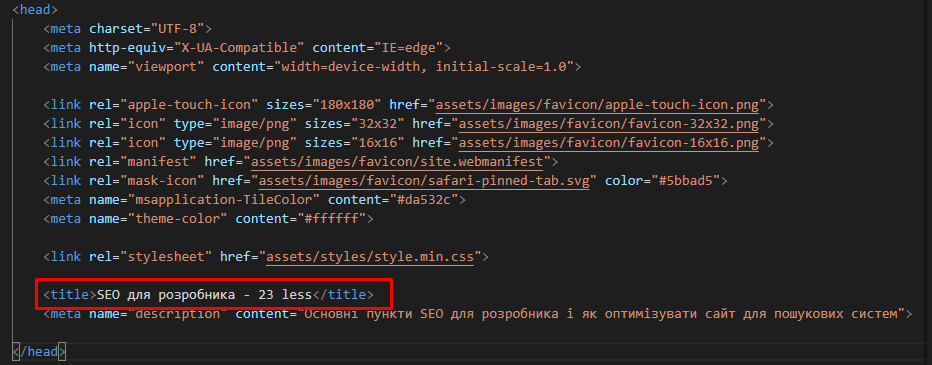 <head>
<meta charset="UTF-8">
<meta http-equiv="X-UA-Compatible" content="IE=edge">
<meta name="viewport" content="width=device-width, initial-scale=1.0">
<link rel="apple-touch-icon" sizes="180x180" href="assets/images/favicon/apple-touch-icon.png">
<link rel="icon" type="image/png" sizes="32x32" href="assets/images/favicon/favicon-32x32.png">
<link rel="icon" type="image/png" sizes="16x16" href="assets/images/favicon/favicon-16x16.png">
<link rel="manifest" href="assets/images/favicon/site.webmanifest">
<link rel="mask-icon" href="assets/images/favicon/safari-pinned-tab.svg" color="#5bbad5">
<meta name="msapplication-TileColor" content="#da532c">
<meta name="theme-color" content="#ffffff">
<link rel="stylesheet" href="assets/styles/style.min.css">
<title>SEO для розробника - 23 less</title>
<meta name="description" content="Основні пункти SEO для розробника і як оптимізувати сайт для пошукових систем">
</head>